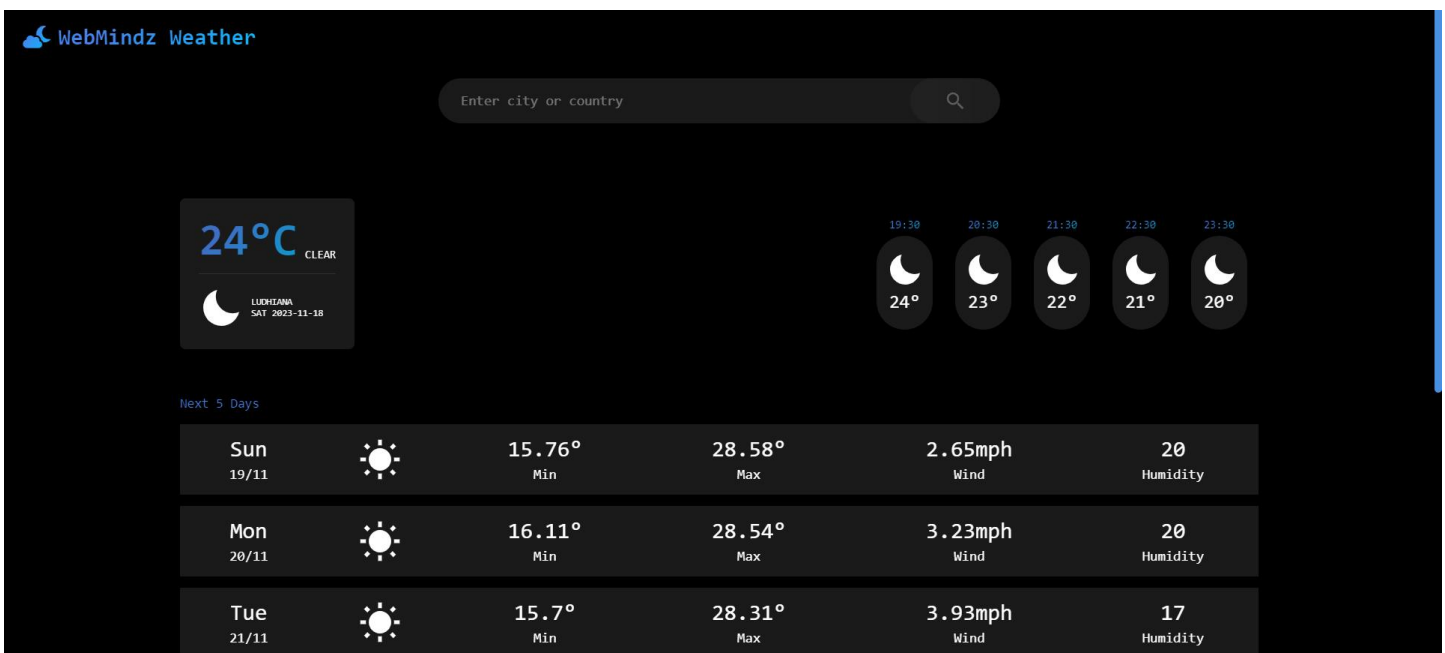 WebMindz Weather
Enter city or country
24°C CLEAR
LUDHIANA
SAT 2023-11-18
19:30 20:30 21:30 22:30 23:30
24° 23° 22° 21° 20°
Next 5 Days
Sun 15.76° 28.58° 2.65mph 20
19/11 Min Max Wind Humidity
Mon 16.11° 28.54° 3.23mph 20
20/11 Min Max Wind Humidity
Tue 15.7° 28.31° 3.93mph 17
21/11 Min Max Wind Humidity